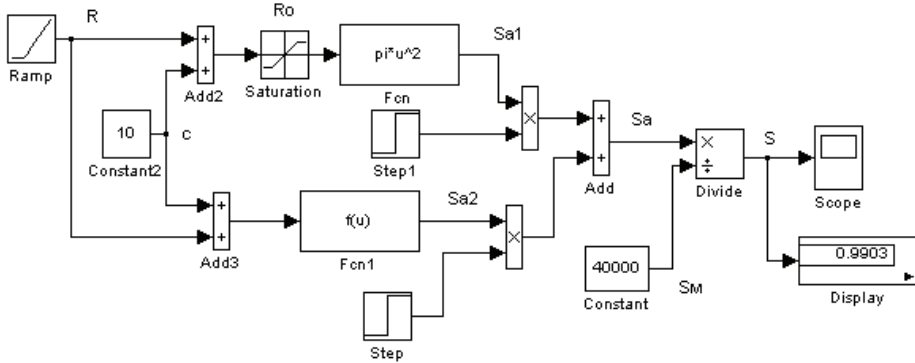 R
Ro
Sa1
Ramp
+
+
Add2
Saturation
pi*u^2
Fcn
10
Constant2
c
Step1
×
+
+
Add
Sa
×
÷
Divide
S
Scope
+
+
Add3
f(u)
Fcn1
Sa2
×
Step
40000
Constant
Sм
0.9903
Display